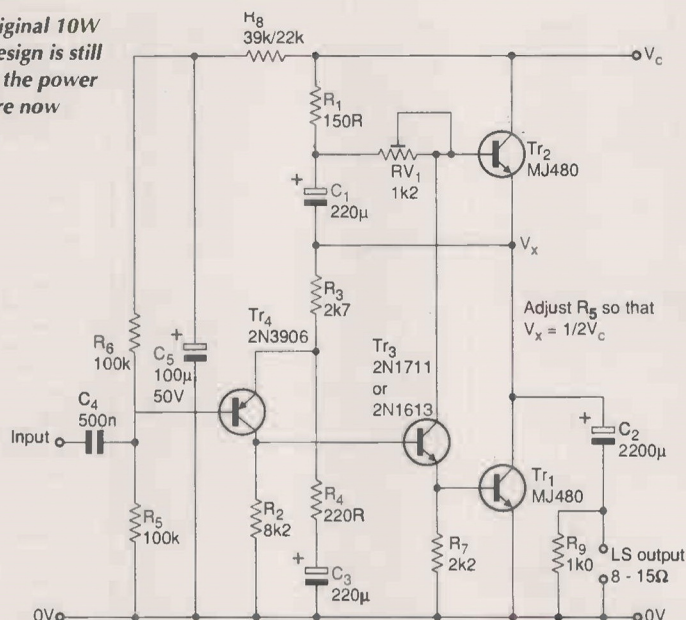 iginal 10W
esign is still
the power
re now
R8
39k/22k
Vc
R1
150R
RV1
1k2
Tr2
MJ480
+
C1
220µ
Vx
R3
2k7
Tr4
2N3906
R6
100k
+
C5
100µ
50V
Tr3
2N1711
or
2N1613
Adjust R5 so that
Vx = 1/2Vc
C4
500n
Input
+
C2
2200µ
Tr1
MJ480
R4
220R
R2
8k2
R5
100k
R7
2k2
R9
1k0
LS output
8 - 15Ω
+
C3
220µ
0V
0V